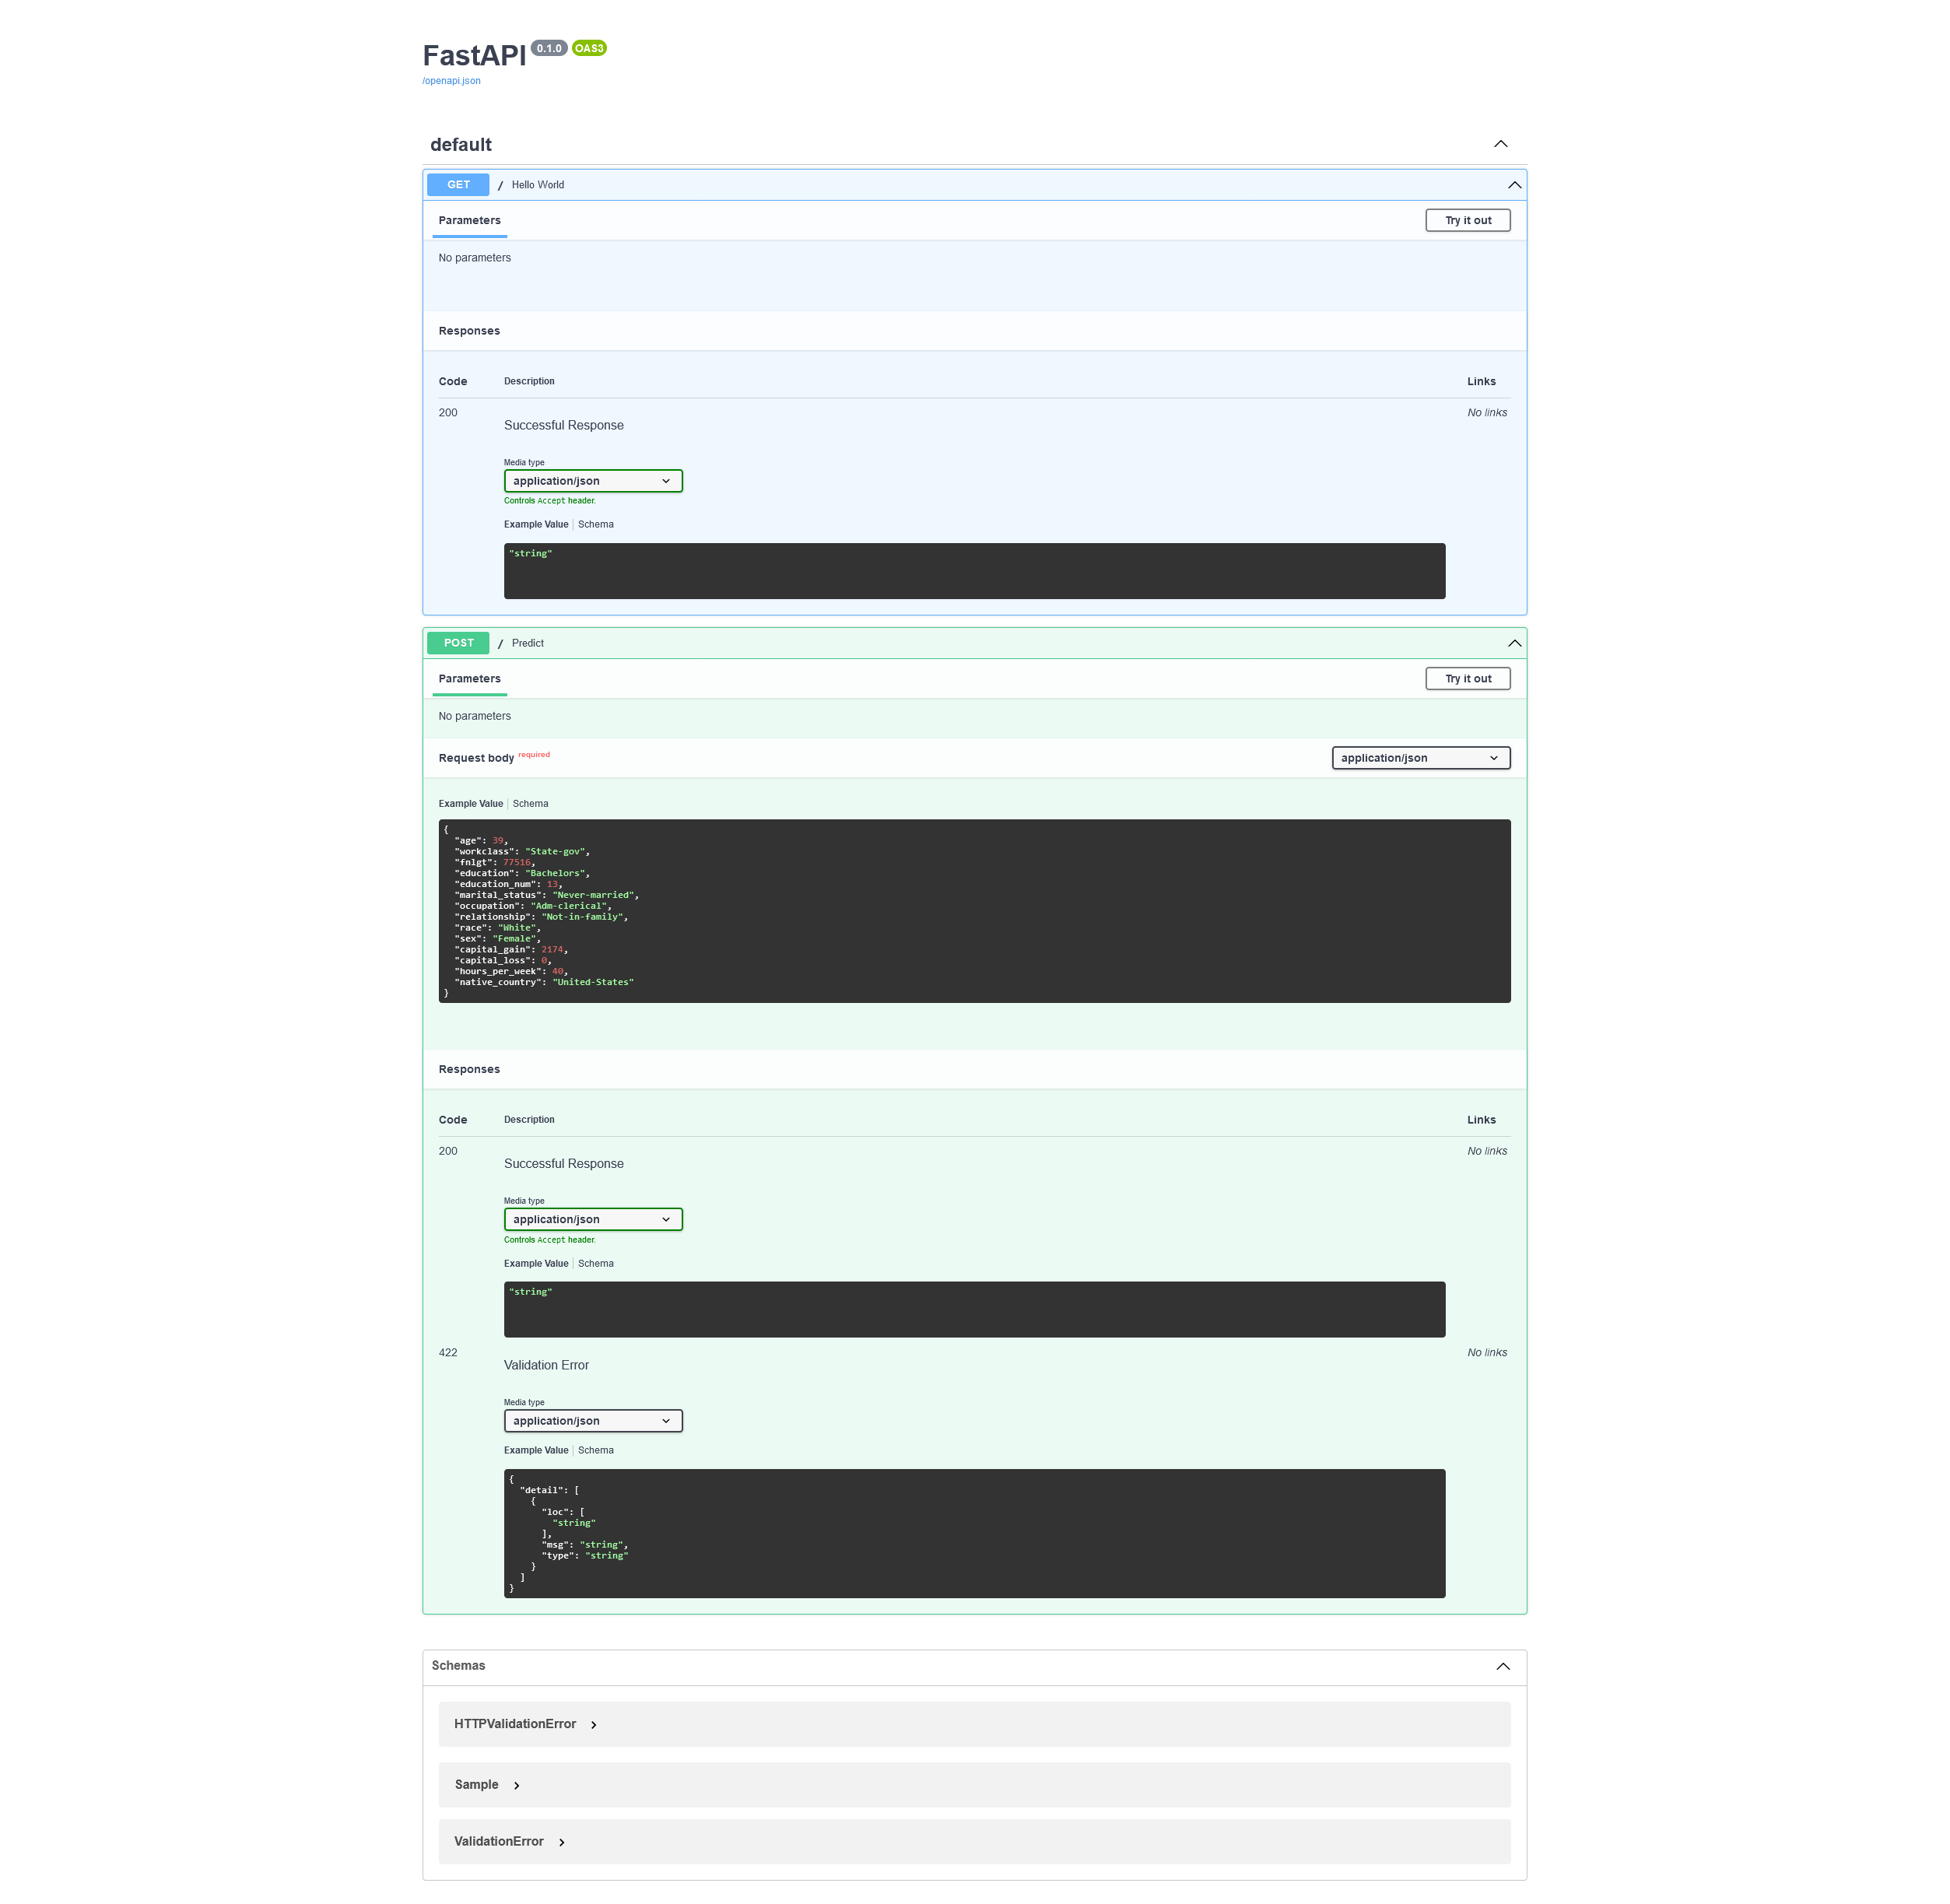 FastAPI 0.1.0 OAS3
/openapi.json
default
GET / Hello World
Parameters Try it out
No parameters
Responses
Code Description Links
200 No links
Successful Response
Media type
application/json
Controls Accept header.
Example Value Schema
"string"
POST / Predict
Parameters Try it out
No parameters
Request body required application/json
Example Value Schema
{
  "age": 39,
  "workclass": "State-gov",
  "fnlgt": 77516,
  "education": "Bachelors",
  "education_num": 13,
  "marital_status": "Never-married",
  "occupation": "Adm-clerical",
  "relationship": "Not-in-family",
  "race": "White",
  "sex": "Female",
  "capital_gain": 2174,
  "capital_loss": 0,
  "hours_per_week": 40,
  "native_country": "United-States"
}
Responses
Code Description Links
200 No links
Successful Response
Media type
application/json
Controls Accept header.
Example Value Schema
"string"
422 No links
Validation Error
Media type
application/json
Example Value Schema
{
  "detail": [
    {
      "loc": [
        "string"
      ],
      "msg": "string",
      "type": "string"
    }
  ]
}
Schemas
HTTPValidationError
Sample
ValidationError